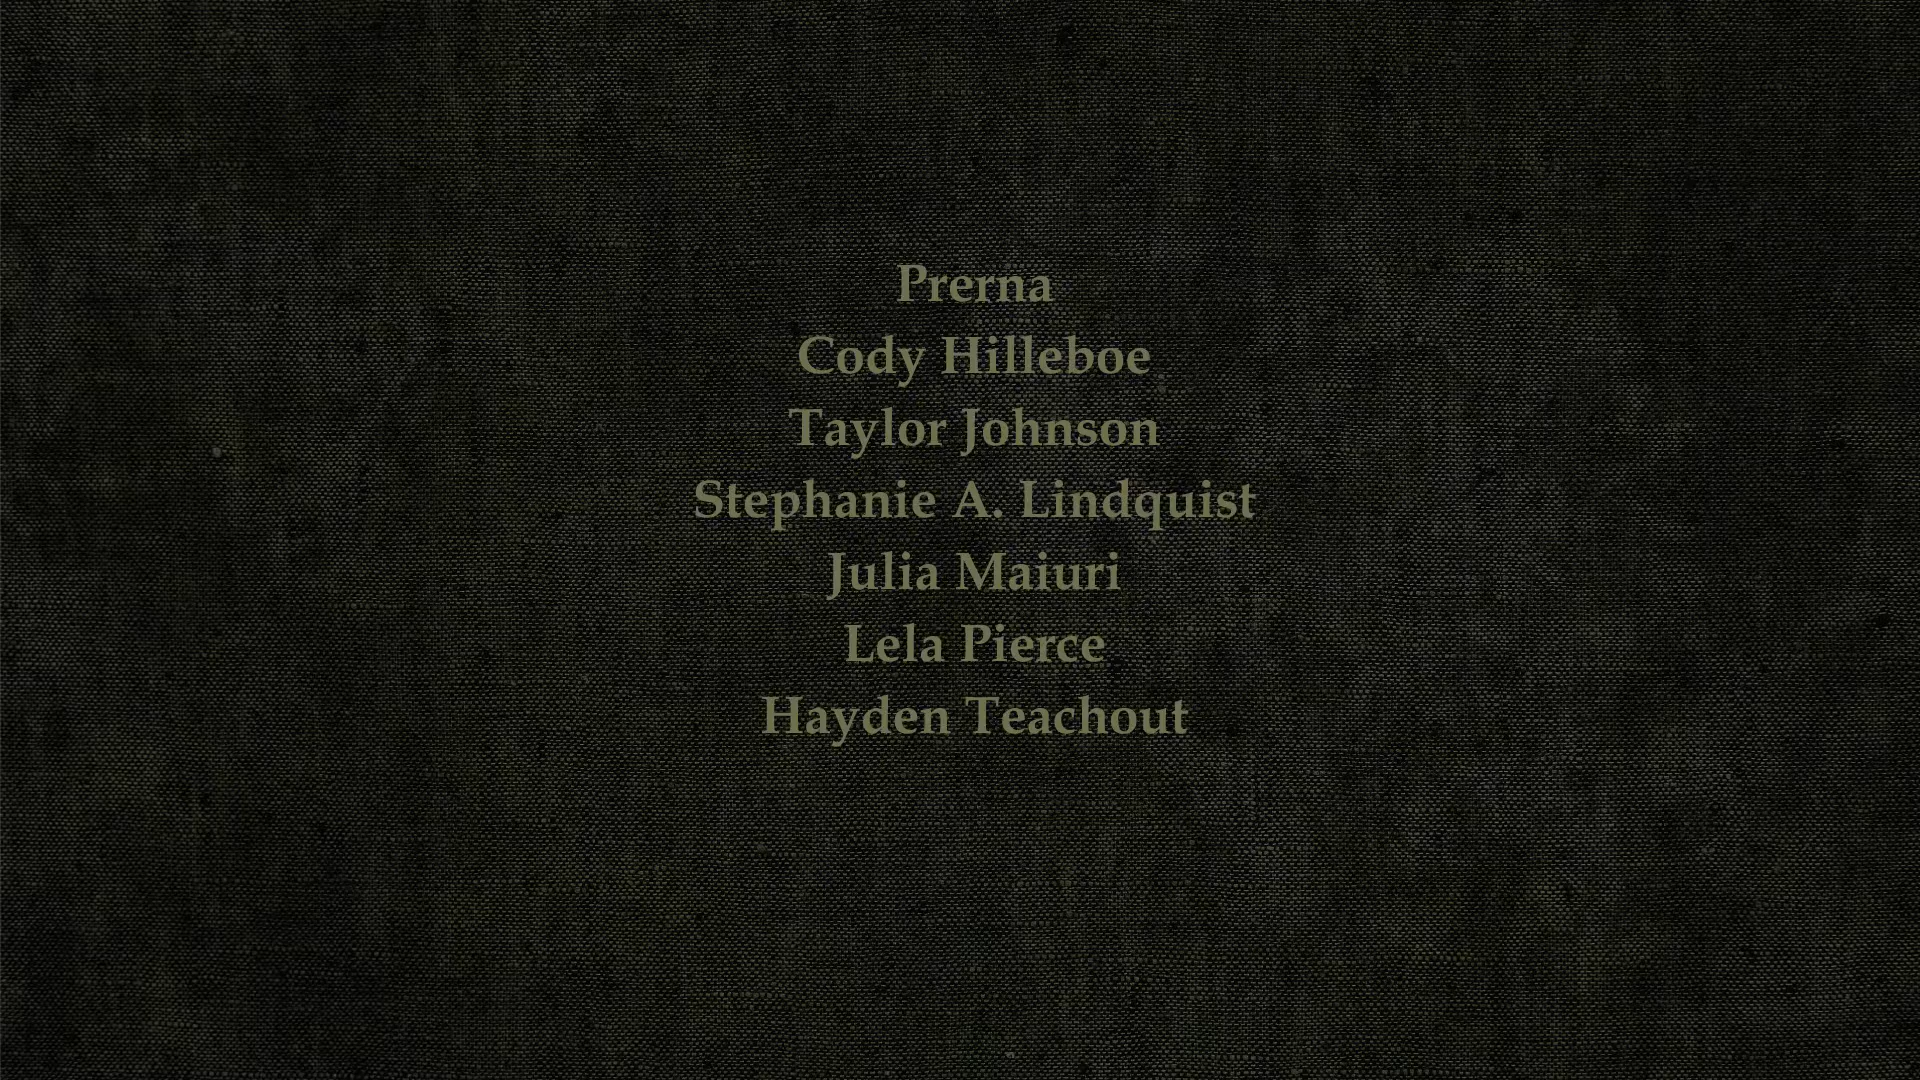 Prerna
Cody Hilleboe
Taylor Johnson
Stephanie A. Lindquist
Julia Maiuri
Lela Pierce
Hayden Teachout